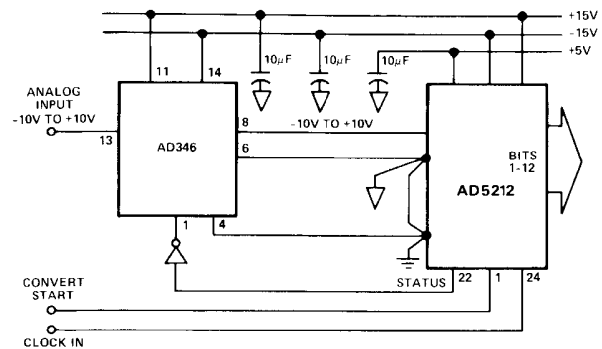 +15V
-15V
+5V
10μF
10μF
10μF
11
14
ANALOG
INPUT
-10V TO +10V
13
AD346
8
-10V TO +10V
6
BITS
1-12
AD5212
1
4
STATUS
22
1
24
CONVERT
START
CLOCK IN